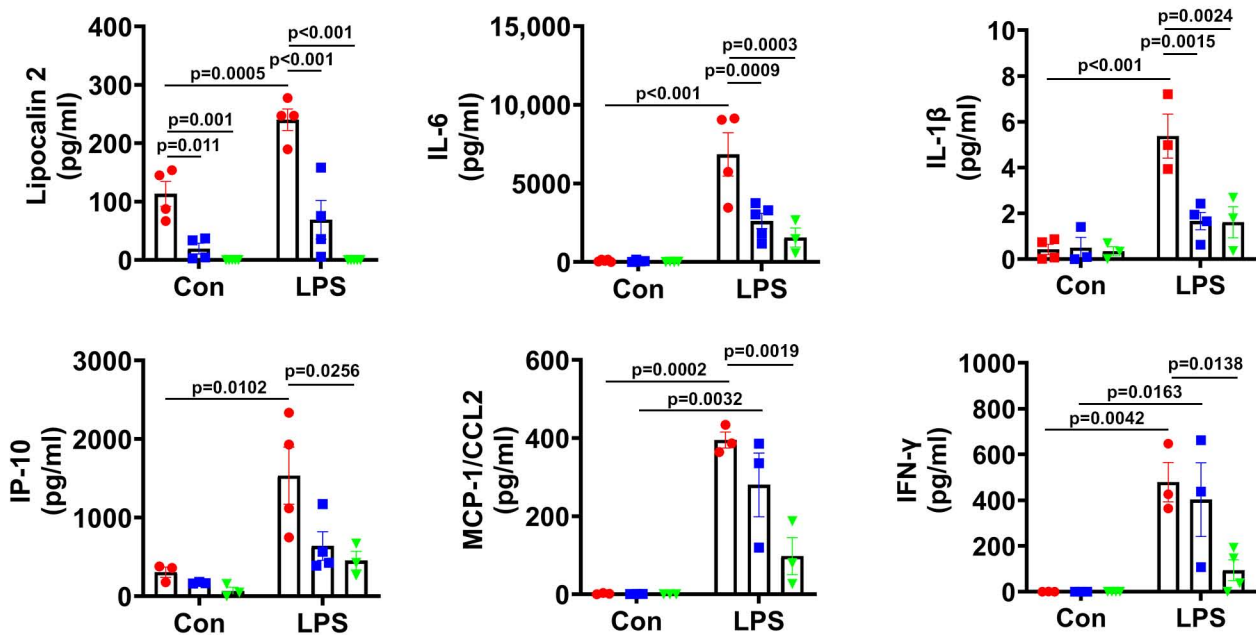 Lipocalin 2
(pg/ml)
400
300
200
100
0
p<0.001
p<0.001
p=0.0005
p=0.001
p=0.011
Con
LPS
IL-6
(pg/ml)
15,000
10,000
5000
0
p=0.0003
p=0.0009
p<0.001
Con
LPS
IL-1β
(pg/ml)
10
8
6
4
2
0
p=0.0024
p=0.0015
p<0.001
Con
LPS
IP-10
(pg/ml)
3000
2000
1000
0
p=0.0256
p=0.0102
Con
LPS
MCP-1/CCL2
(pg/ml)
600
400
200
0
p=0.0019
p=0.0002
p=0.0032
Con
LPS
IFN-γ
(pg/ml)
1000
800
600
400
200
0
p=0.0138
p=0.0163
p=0.0042
Con
LPS